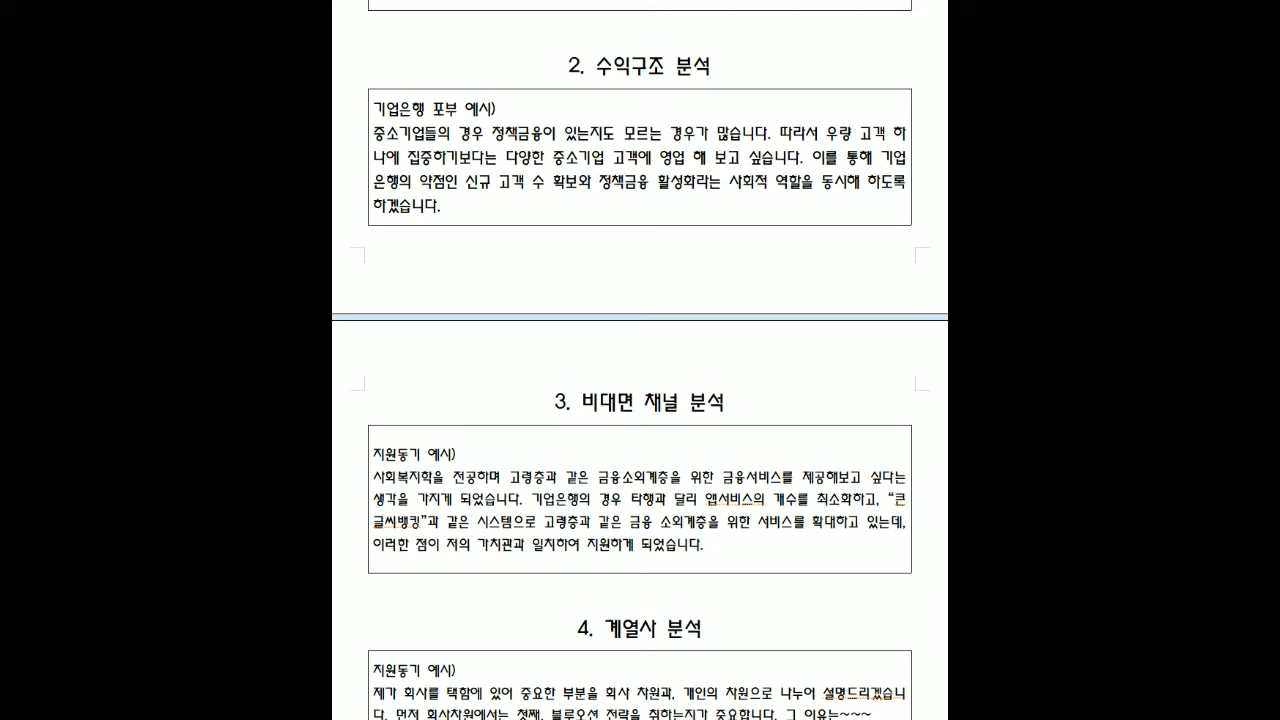 2. 수익구조 분석
기업은행 포부 예시)
중소기업들의 경우 정책금융이 있는지도 모르는 경우가 많습니다. 따라서 우량 고객 하
나에 집중하기보다는 다양한 중소기업 고객에 영업 해 보고 싶습니다. 이를 통해 기업
은행의 약점인 신규 고객 수 확보와 정책금융 활성화라는 사회적 역할을 동시해 하도록
하겠습니다.
3. 비대면 채널 분석
지원동기 예시)
사회복지학을 전공하며 고령층과 같은 금융소외계층을 위한 금융서비스를 제공해보고 싶다는
생각을 가지게 되었습니다. 기업은행의 경우 타행과 달리 앱서비스의 개수를 최소화하고, “큰
글씨뱅킹”과 같은 시스템으로 고령층과 같은 금융 소외계층을 위한 서비스를 확대하고 있는데,
이러한 점이 저의 가치관과 일치하여 지원하게 되었습니다.
4. 계열사 분석
지원동기 예시)
제가 회사를 택함에 있어 중요한 부분을 회사 차원과, 개인의 차원으로 나누어 설명드리겠습니
다. 먼저 회사차원에서는 첫째, 블루오션 전략을 취하는지가 중요합니다. 그 이유는~~~